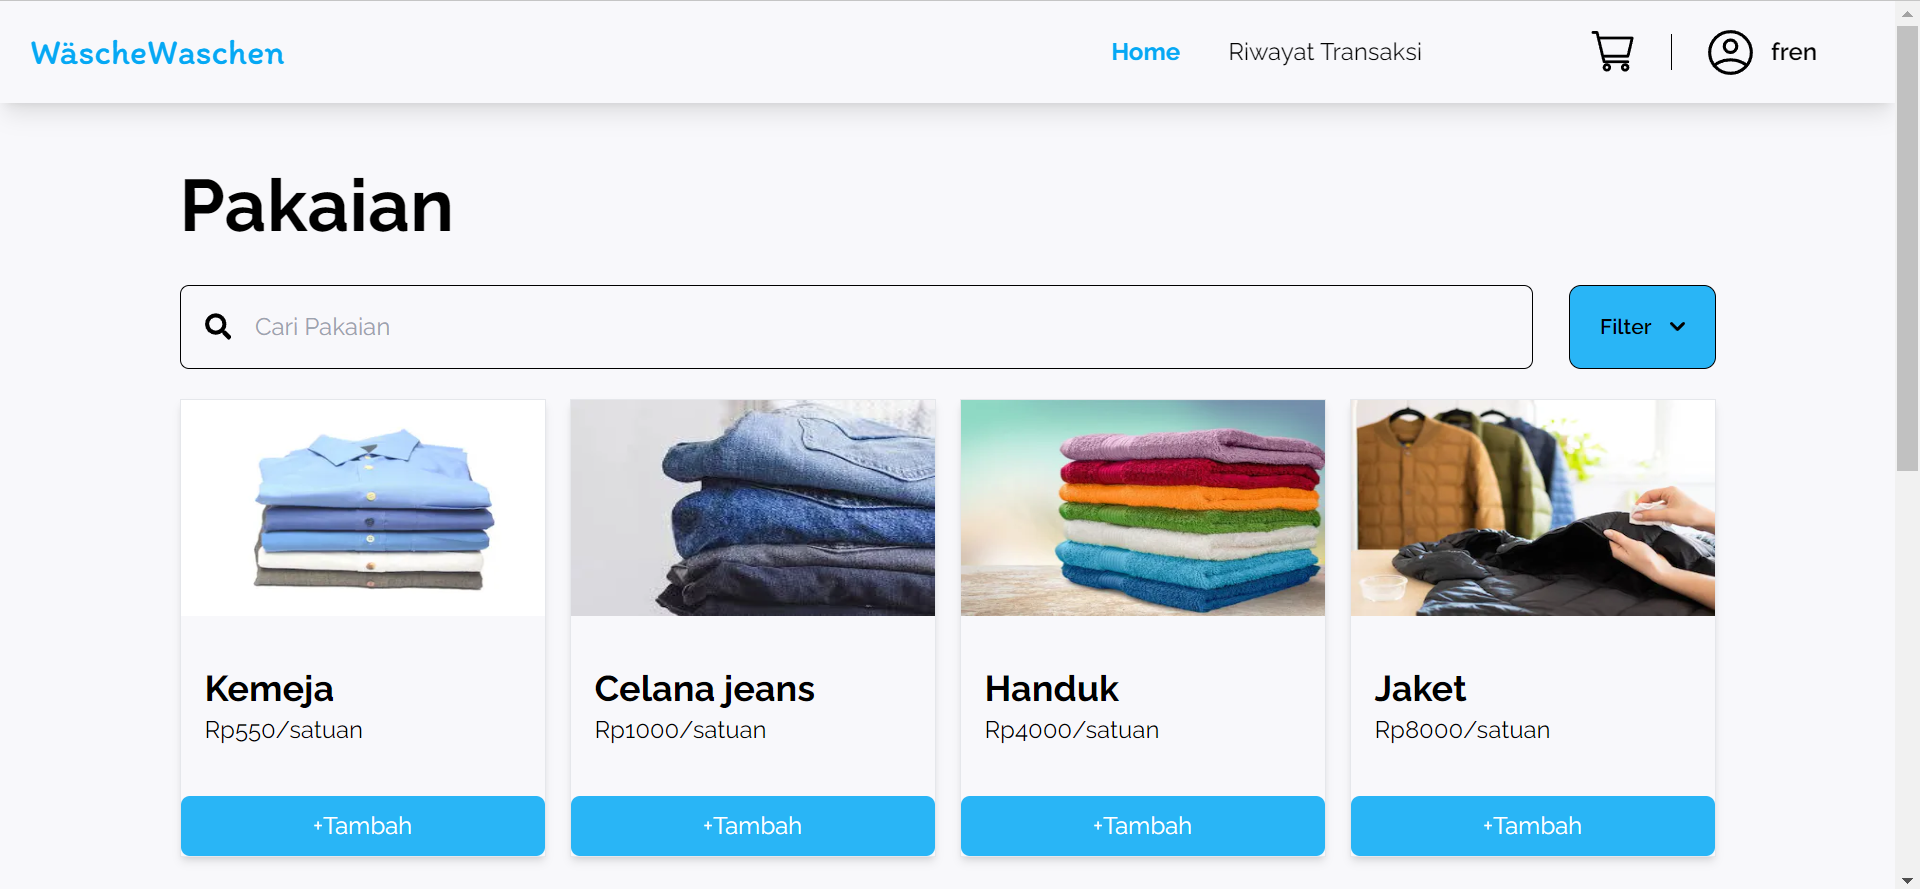 WäscheWaschen
Home
Riwayat Transaksi
fren
Pakaian
Cari Pakaian
Filter
Kemeja
Rp550/satuan
+Tambah
Celana jeans
Rp1000/satuan
+Tambah
Handuk
Rp4000/satuan
+Tambah
Jaket
Rp8000/satuan
+Tambah